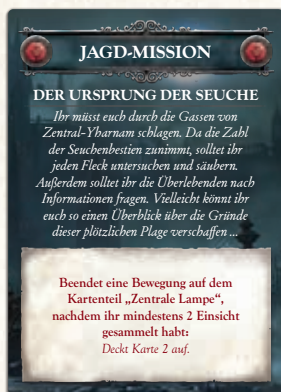 JAGD-MISSION
DER URSPRUNG DER SEUCHE
Ihr müsst euch durch die Gassen von
Zentral-Yharnam schlagen. Da die Zahl
der Seuchenbestien zunimmt, solltet ihr
jeden Fleck untersuchen und säubern.
Außerdem solltet ihr die Überlebenden nach
Informationen fragen. Vielleicht könnt ihr
euch so einen Überblick über die Gründe
dieser plötzlichen Plage verschaffen ...
Beendet eine Bewegung auf dem
Kartenteil „Zentrale Lampe“,
nachdem ihr mindestens 2 Einsicht
gesammelt habt:
Deckt Karte 2 auf.